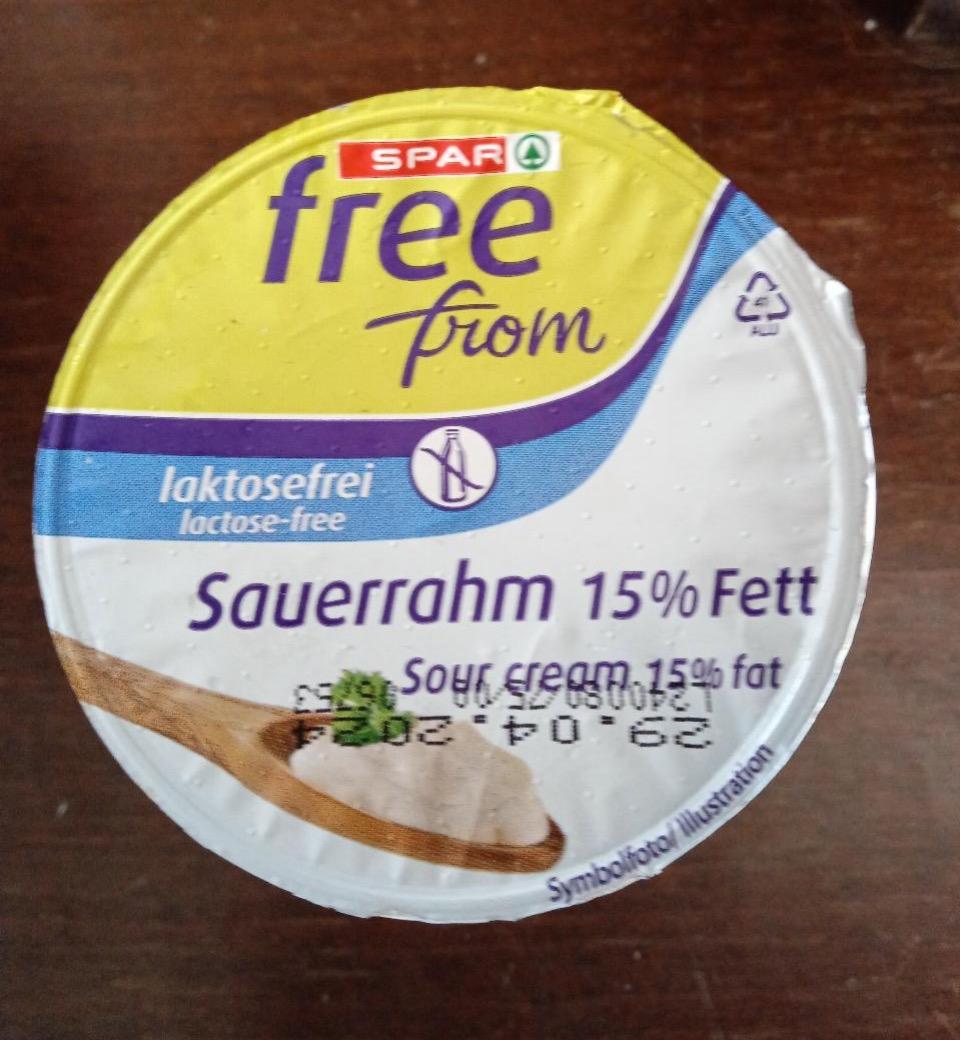 SPAR
free
from
41
ALU
laktosefrei
lactose-free
Sauerrahm 15% Fett
Sour cream 15% fat
29.04.2024
Symbolfoto/Illustration